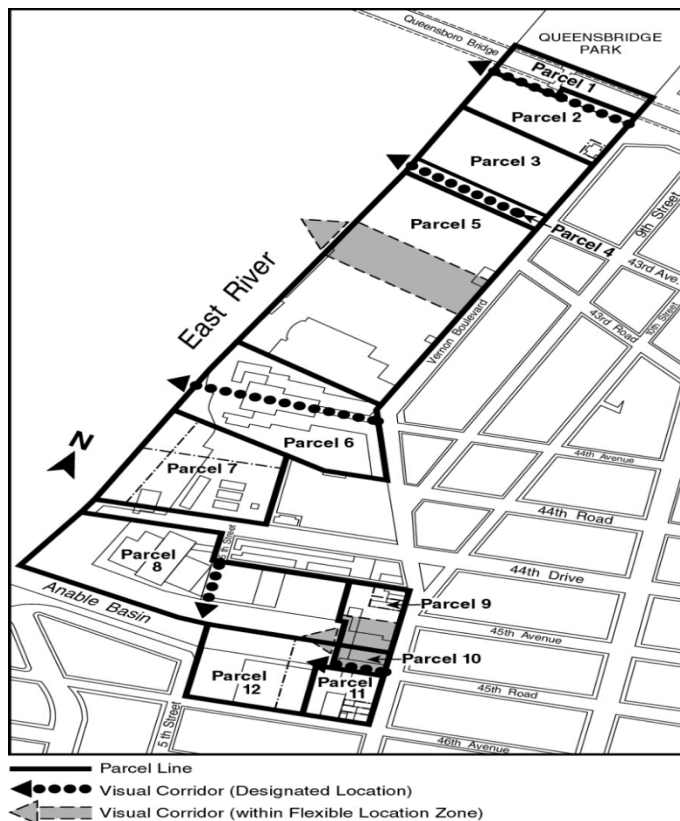 Queensboro Bridge
QUEENSBRIDGE
PARK
Parcel 1
Parcel 2
Parcel 3
Parcel 4
Parcel 5
East River
Vernon Boulevard
9th Street
43rd Ave.
10th Street
43rd Road
Parcel 6
44th Avenue
N
Parcel 7
44th Road
5th Street
Parcel
8
44th Drive
Anable Basin
Parcel 9
45th Avenue
Parcel 10
Parcel
12
Parcel
11
45th Road
5th Street
46th Avenue
Parcel Line
Visual Corridor (Designated Location)
Visual Corridor (within Flexible Location Zone)